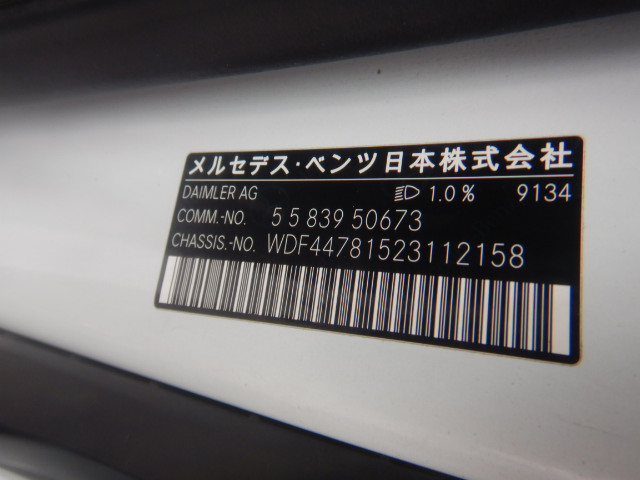 メルセデス・ベンツ日本株式会社
DAIMLER AG 1.0% 9134
COMM.-NO. 5 5 839 50673
CHASSIS.-NO. WDF44781523112158